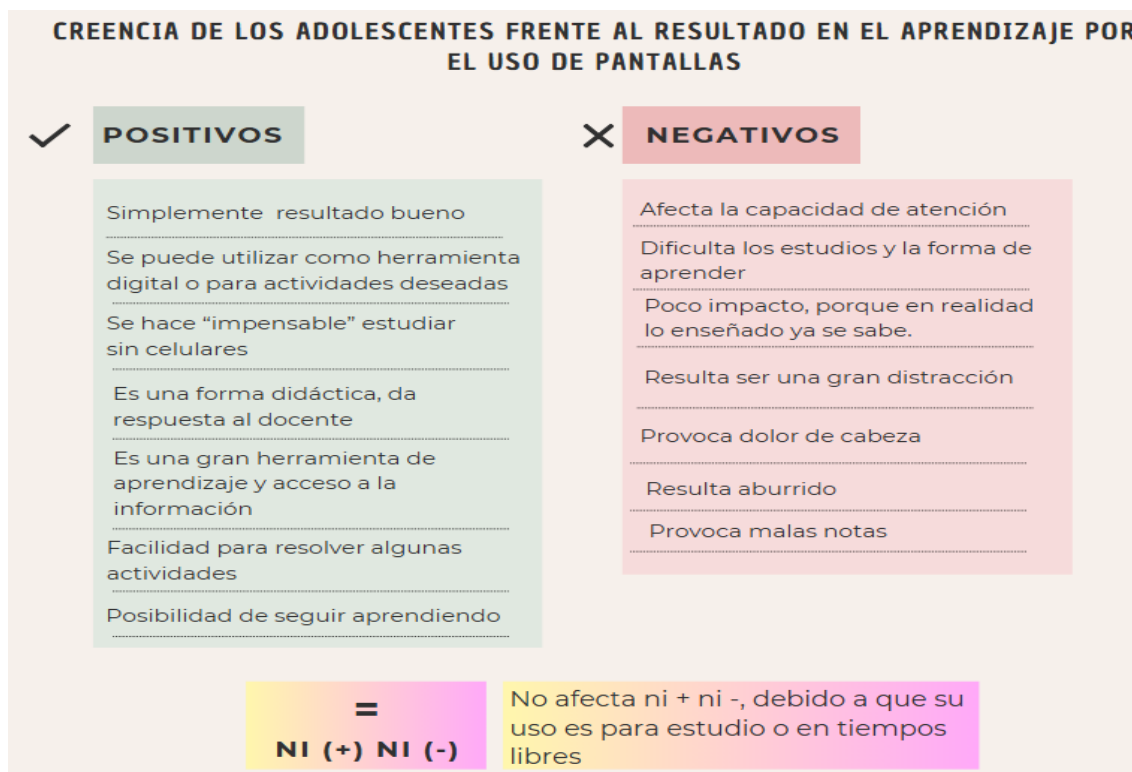 CREENCIA DE LOS ADOLESCENTES FRENTE AL RESULTADO EN EL APRENDIZAJE POR
EL USO DE PANTALLAS
POSITIVOS
Simplemente resultado bueno
Se puede utilizar como herramienta
digital o para actividades deseadas
Se hace “impensable” estudiar
sin celulares
Es una forma didáctica, da
respuesta al docente
Es una gran herramienta de
aprendizaje y acceso a la
información
Facilidad para resolver algunas
actividades
Posibilidad de seguir aprendiendo
NEGATIVOS
Afecta la capacidad de atención
Dificulta los estudios y la forma de
aprender
Poco impacto, porque en realidad
lo enseñado ya se sabe.
Resulta ser una gran distracción
Provoca dolor de cabeza
Resulta aburrido
Provoca malas notas
=
NI (+) NI (-)
No afecta ni + ni -, debido a que su
uso es para estudio o en tiempos
libres